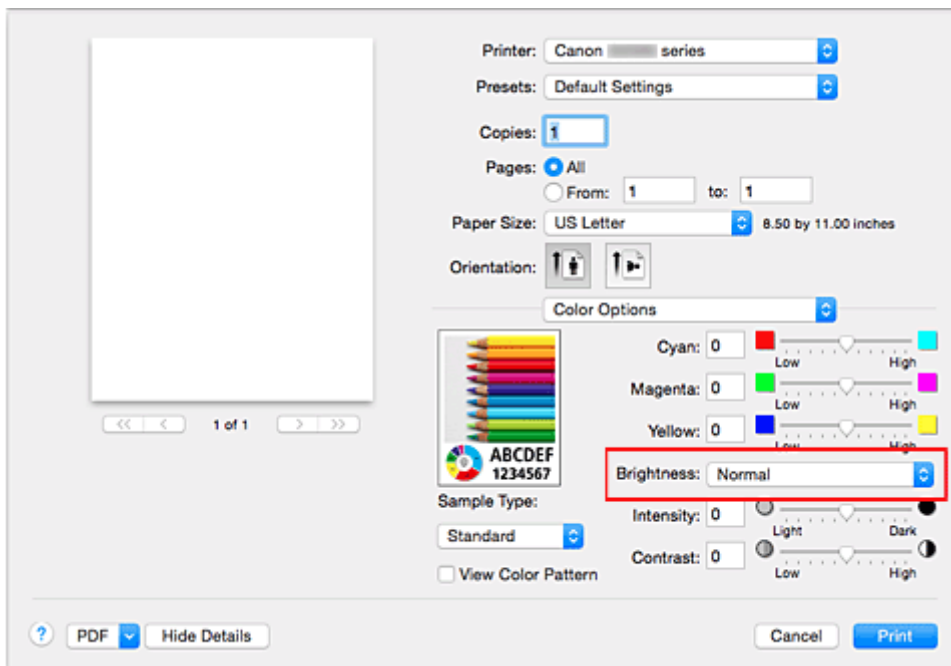 Printer: Canon series
Presets: Default Settings
Copies: 1
Pages: All
From: 1 to: 1
Paper Size: US Letter 8.50 by 11.00 inches
Orientation:
Color Options
Cyan: 0
Low High
Magenta: 0
Low High
Yellow: 0
Low High
Brightness: Normal
Intensity: 0
Light Dark
Contrast: 0
Low High
ABCDEF
1234567
Sample Type:
Standard
View Color Pattern
<< < 1 of 1 > >>
? PDF Hide Details Cancel Print